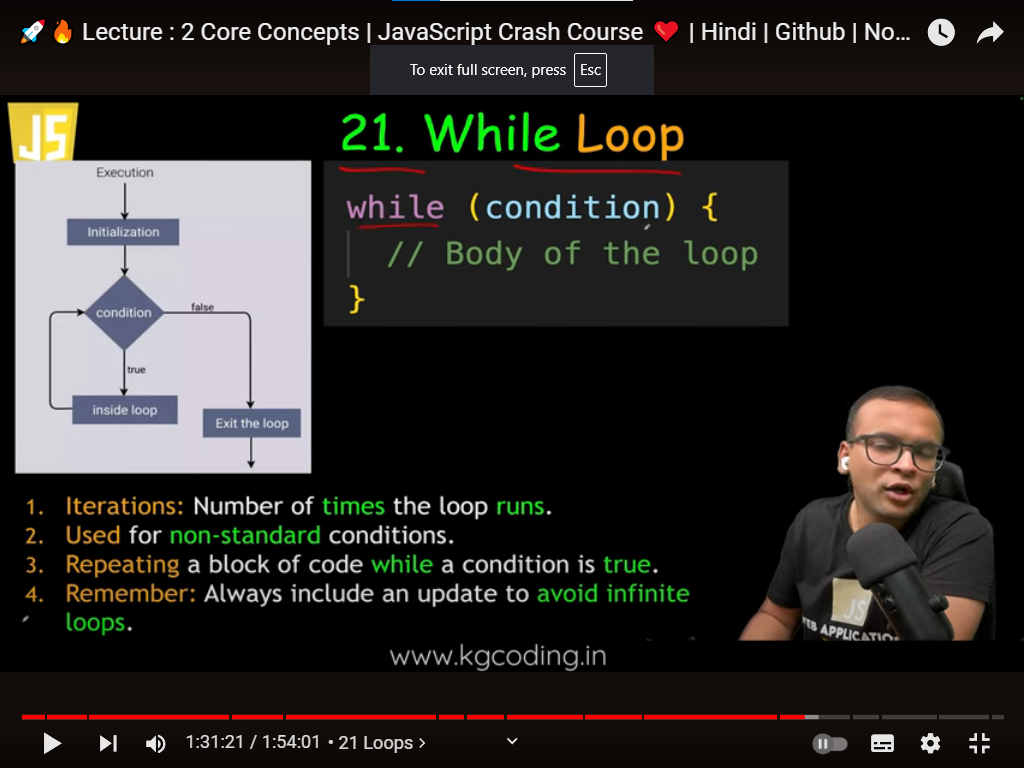 🚀🔥 Lecture : 2 Core Concepts | JavaScript Crash Course ❤️ | Hindi | Github | No...
To exit full screen, press Esc
JS
21. While Loop
Execution
Initialization
condition
false
true
inside loop
Exit the loop
while (condition) {
// Body of the loop
}
1. Iterations: Number of times the loop runs.
2. Used for non-standard conditions.
3. Repeating a block of code while a condition is true.
4. Remember: Always include an update to avoid infinite
loops.
JS
APPLICATIO
www.kgcoding.in
1:31:21 / 1:54:01 • 21 Loops >